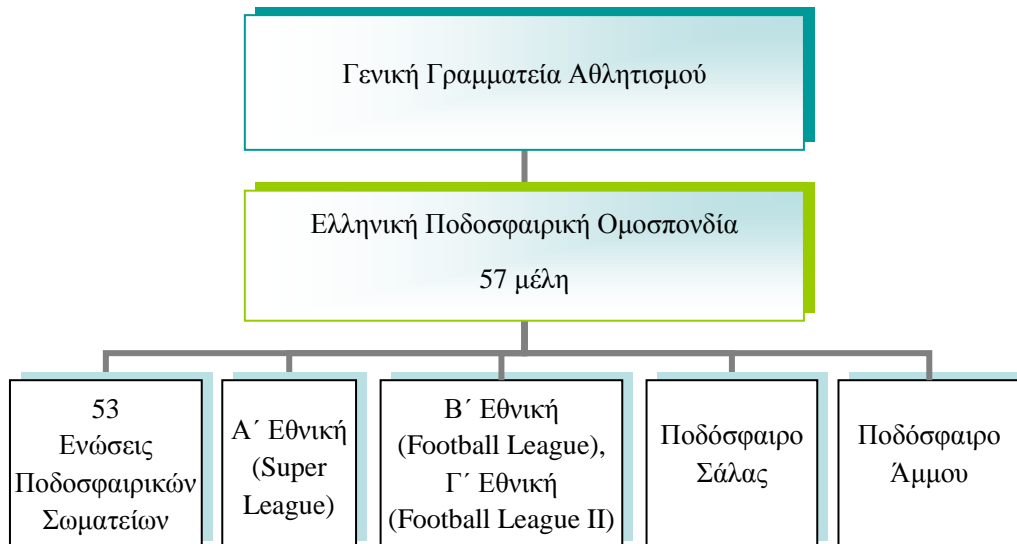 Γενική Γραμματεία Αθλητισμού
Ελληνική Ποδοσφαιρική Ομοσπονδία
57 μέλη
53
Ενώσεις
Ποδοσφαιρικών
Σωματείων
Α΄ Εθνική
(Super
League)
Β΄ Εθνική
(Football League),
Γ΄ Εθνική
(Football League II)
Ποδόσφαιρο
Σάλας
Ποδόσφαιρο
Άμμου